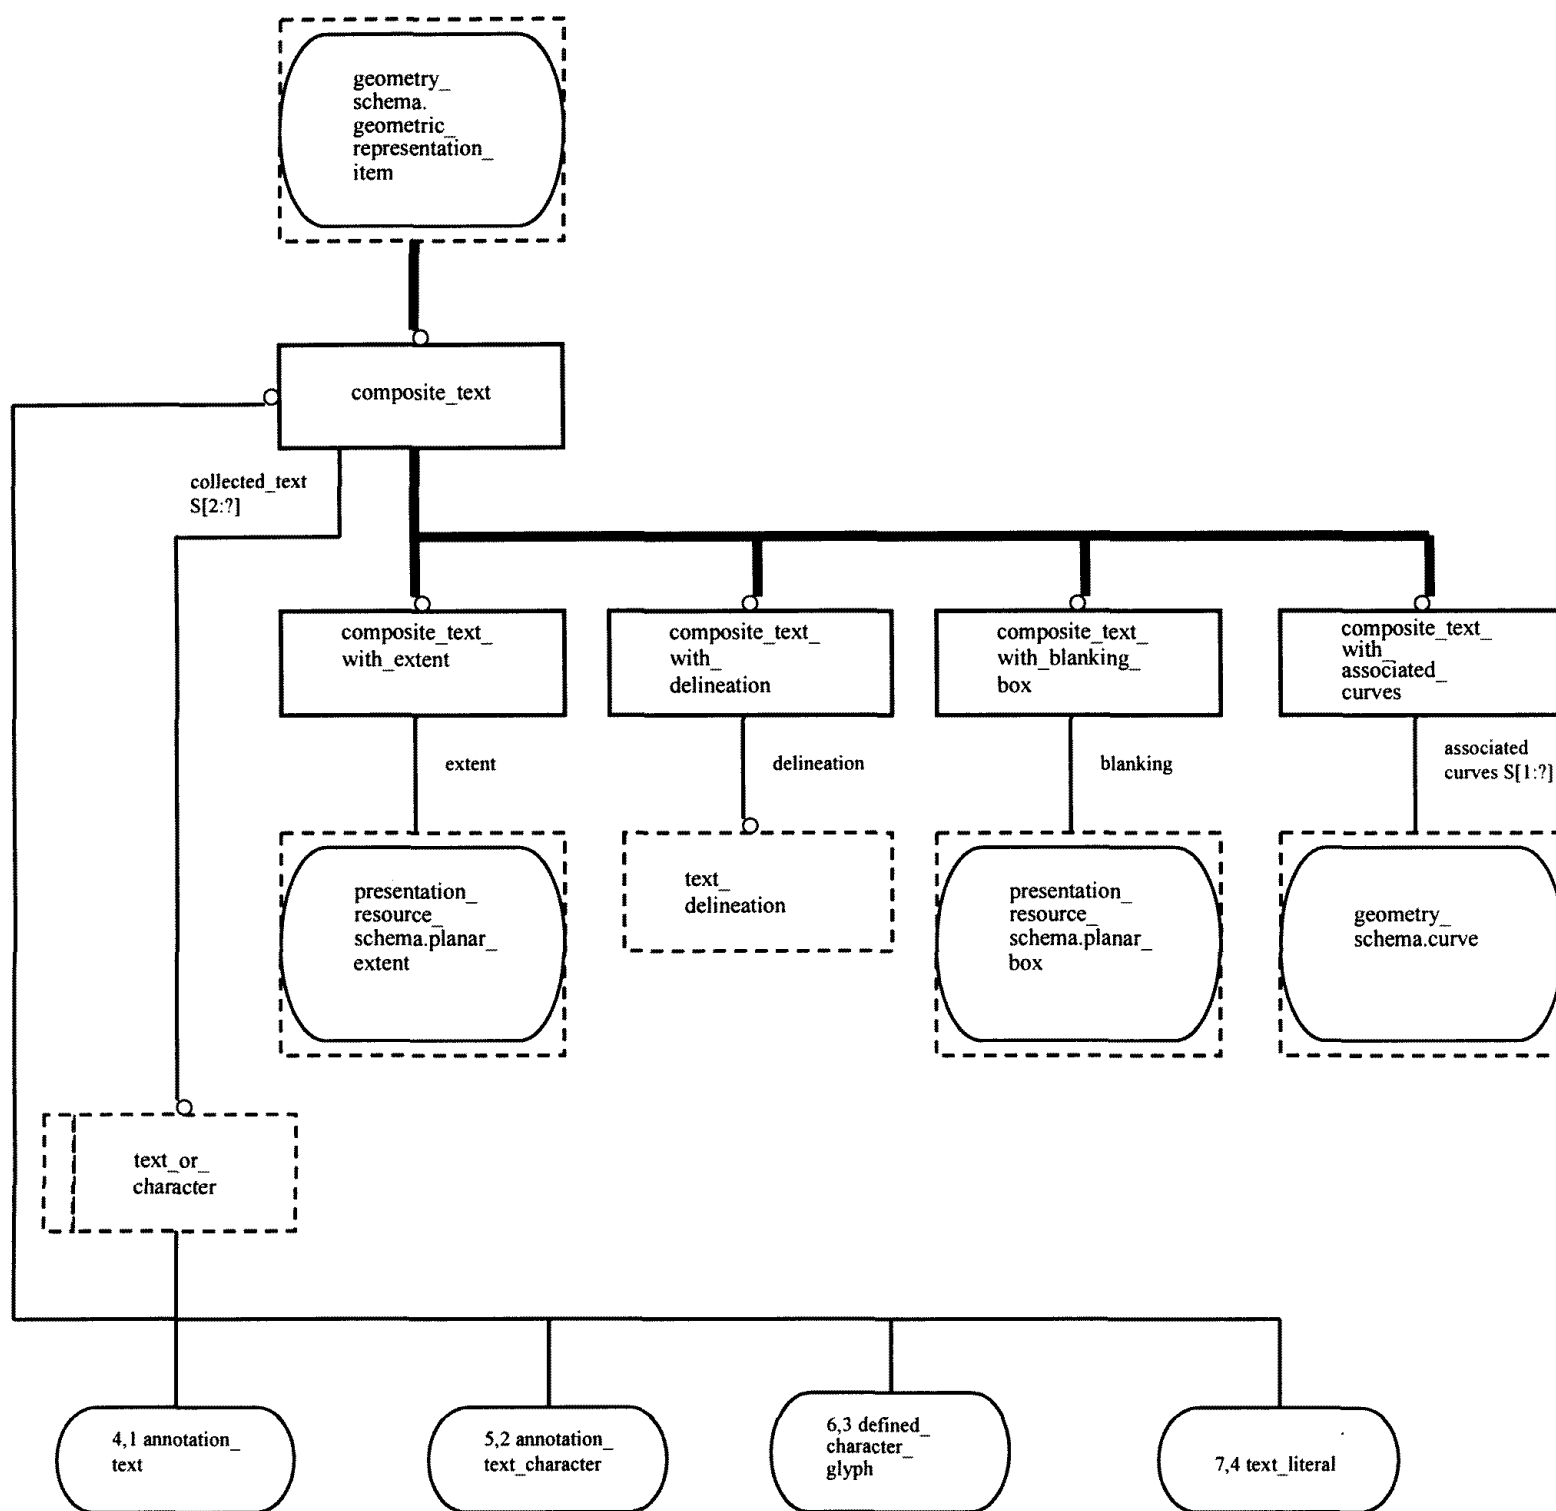 geometry_
schema.
geometric_
representation_
item
composite_text
collected_text
S[2:?]
composite_text_
with_extent
composite_text_
with_
delineation
composite_text_
with_blanking_
box
composite_text_
with_
associated_
curves
extent
delineation
blanking
associated
curves S[1:?]
presentation_
resource_
schema.planar_
extent
text_
delineation
presentation_
resource_
schema.planar_
box
geometry_
schema.curve
text_or_
character
4,1 annotation_
text
5,2 annotation_
text_character
6,3 defined_
character_
glyph
7,4 text_literal